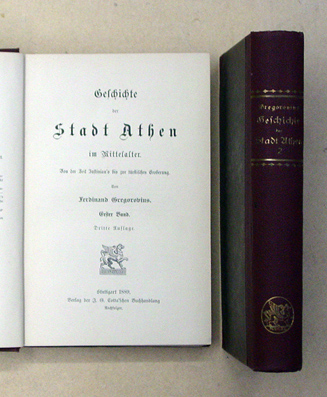 Geschichte
der
Stadt Athen
im Mittelalter.
Von der Zeit Justinian's bis zur türkischen Eroberung
Von
Ferdinand Gregorovius.
Erster Band.
Dritte Auflage
Stuttgart 1889.
Verlag der J. G. Cotta'schen Buchhandlung
Nachfolger.
Gregorovius
Geschichte
der
Stadt Athen
2